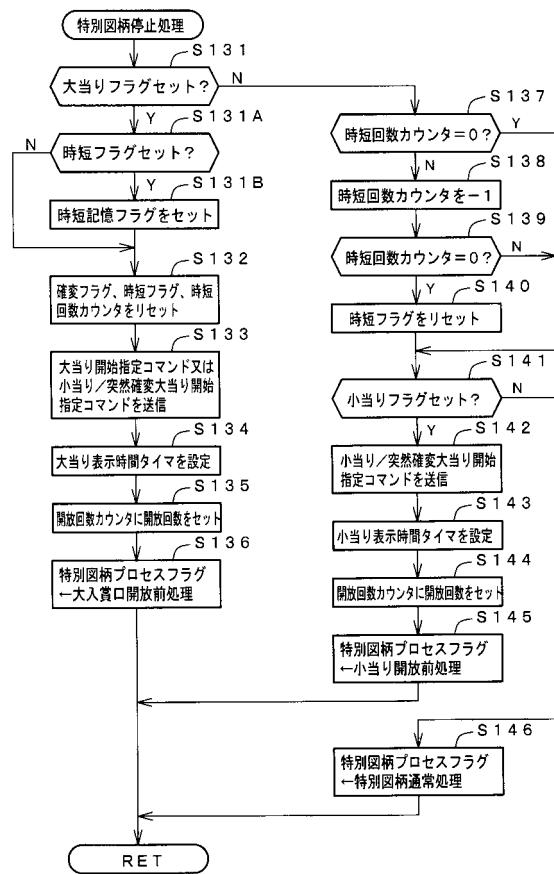 特別図柄停止処理
S131
大当りフラグセット？
N
Y
S131A
N
時短フラグセット？
Y
S131B
時短記憶フラグをセット
S132
確変フラグ、時短フラグ、時短
回数カウンタをリセット
S133
大当り開始指定コマンド又は
小当り／突然確変大当り開始
指定コマンドを送信
S134
大当り表示時間タイマを設定
S135
開放回数カウンタに開放回数をセット
S136
特別図柄プロセスフラグ
←大入賞口開放前処理
S137
時短回数カウンタ＝0？
Y
N
S138
時短回数カウンタを−1
S139
時短回数カウンタ＝0？
N
Y
S140
時短フラグをリセット
S141
小当りフラグセット？
N
Y
S142
小当り／突然確変大当り開始
指定コマンドを送信
S143
小当り表示時間タイマを設定
S144
開放回数カウンタに開放回数をセット
S145
特別図柄プロセスフラグ
←小当り開放前処理
S146
特別図柄プロセスフラグ
←特別図柄通常処理
RET